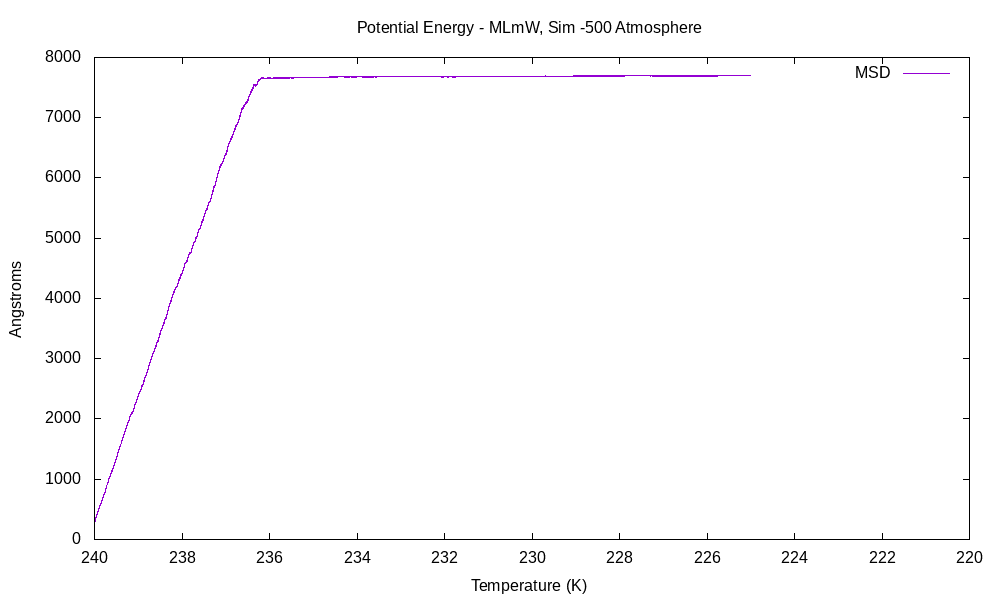 Potential Energy - MLmW, Sim -500 Atmosphere
MSD
8000
7000
6000
5000
4000
3000
2000
1000
0
Angstroms
240 238 236 234 232 230 228 226 224 222 220
Temperature (K)